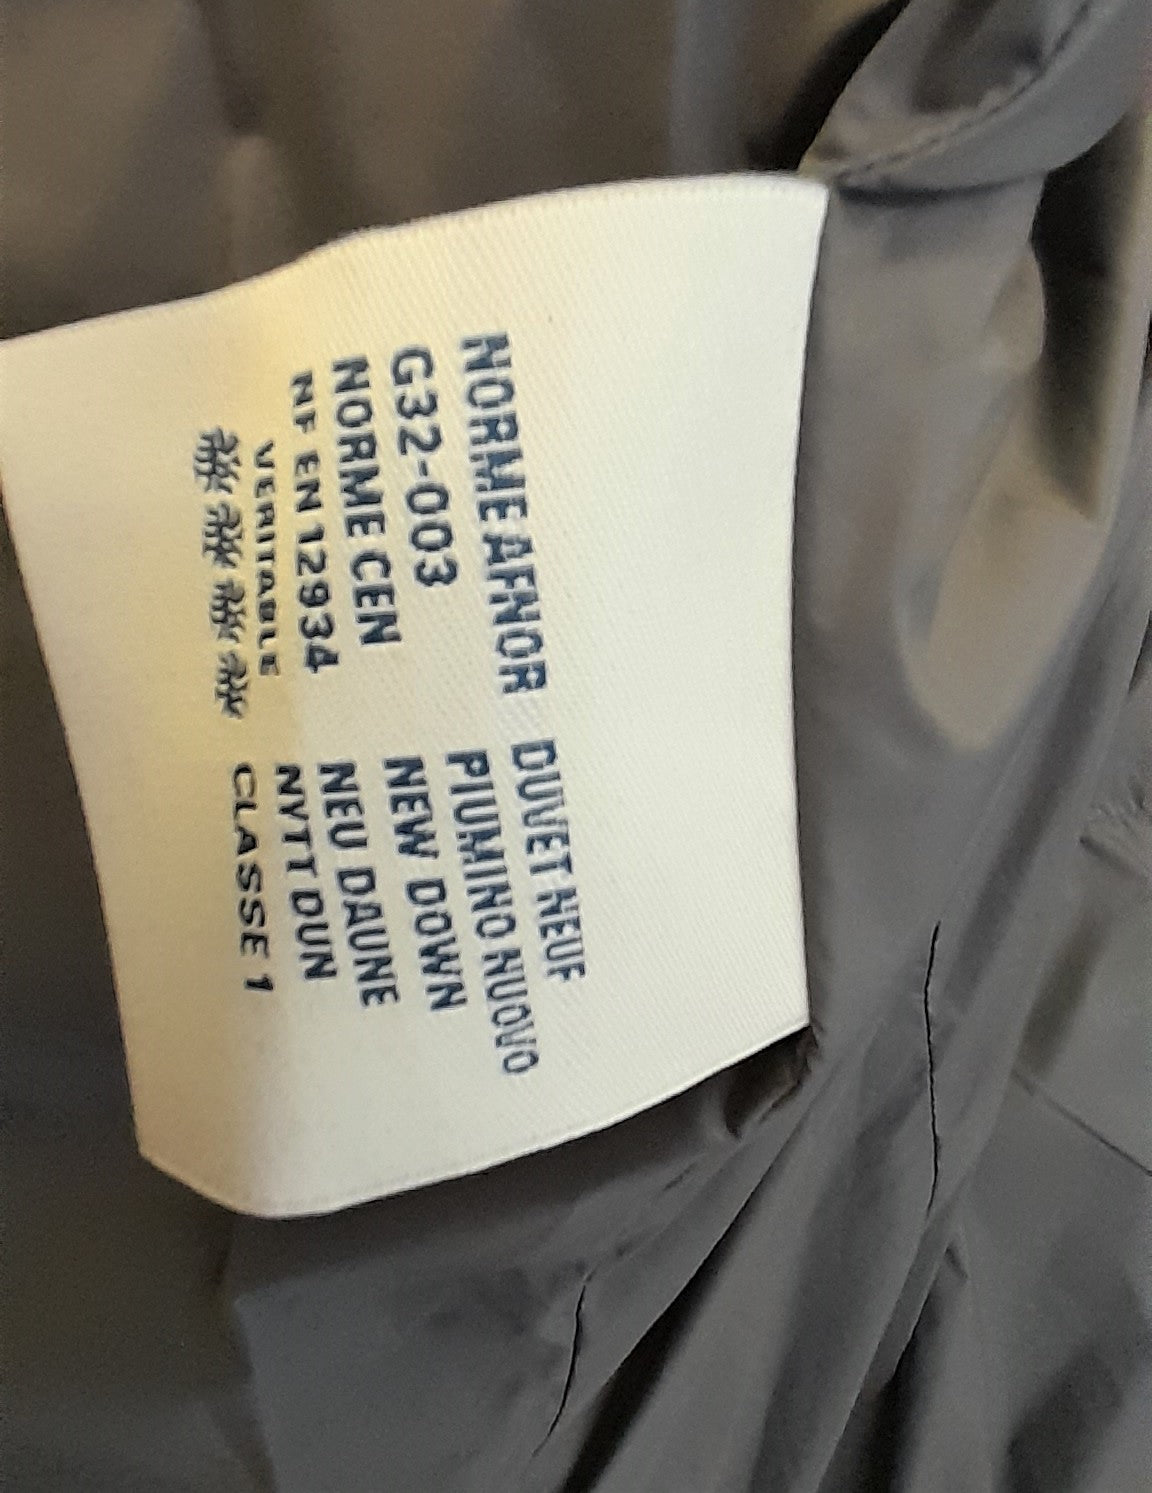 DUVET NEUF
PIUMINO NUOVO
NEW DOWN
NEU DAUNE
NYTT DUN
CLASSE 1
NORME AFNOR
G32-003
NORME CEN
NF EN 12934
VERITABLE